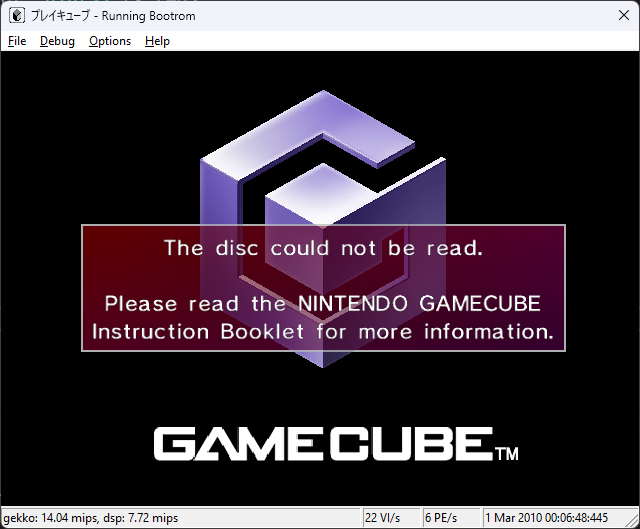 プレイキューブ - Running Bootrom
File Debug Options Help
The disc could not be read.
Please read the NINTENDO GAMECUBE
Instruction Booklet for more information.
GAMECUBE TM
gekko: 14.04 mips, dsp: 7.72 mips 22 VI/s 6 PE/s 1 Mar 2010 00:06:48:445